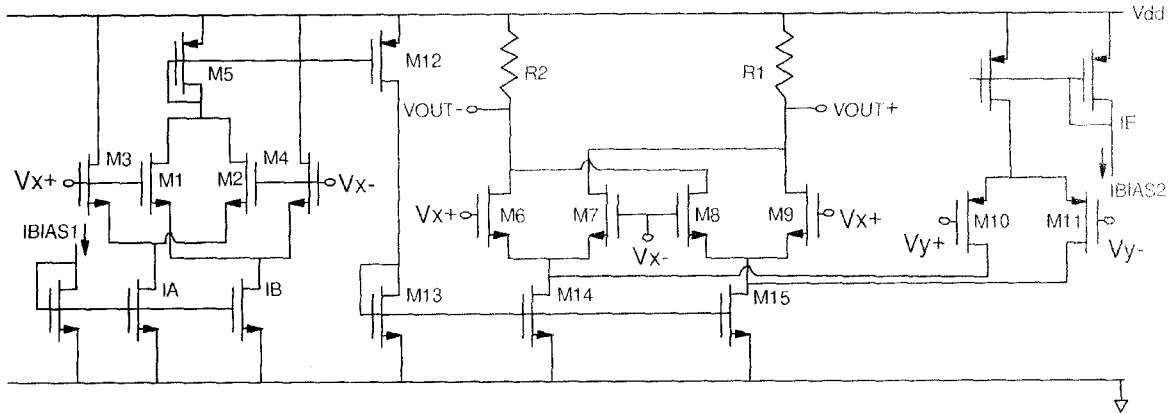 Vdd
M5
M12
R2
R1
VOUT-
VOUT+
IF
M3
M4
Vx+
M1
M2
Vx-
IBIAS2
Vx+
M6
M7
M8
M9
Vx+
M10
M11
IBIAS1
Vx-
Vy+
Vy-
IA
IB
M13
M14
M15